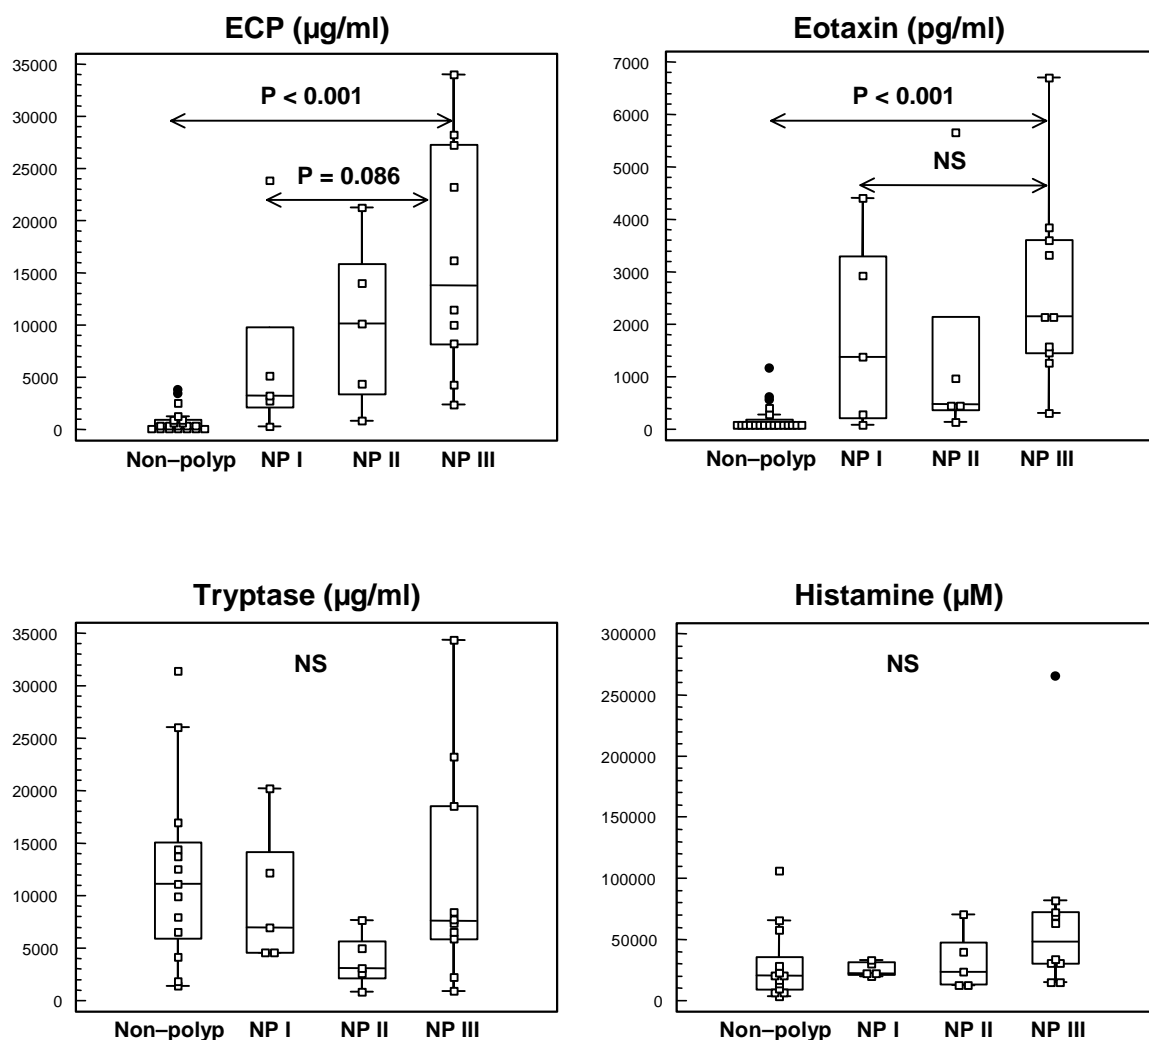 ECP (µg/ml)
35000
30000
25000
20000
15000
10000
5000
0
P < 0.001
P = 0.086
Non–polyp NP I NP II NP III
Eotaxin (pg/ml)
7000
6000
5000
4000
3000
2000
1000
0
P < 0.001
NS
Non–polyp NP I NP II NP III
Tryptase (µg/ml)
35000
30000
25000
20000
15000
10000
5000
0
NS
Non–polyp NP I NP II NP III
Histamine (µM)
300000
250000
200000
150000
100000
50000
0
NS
Non–polyp NP I NP II NP III